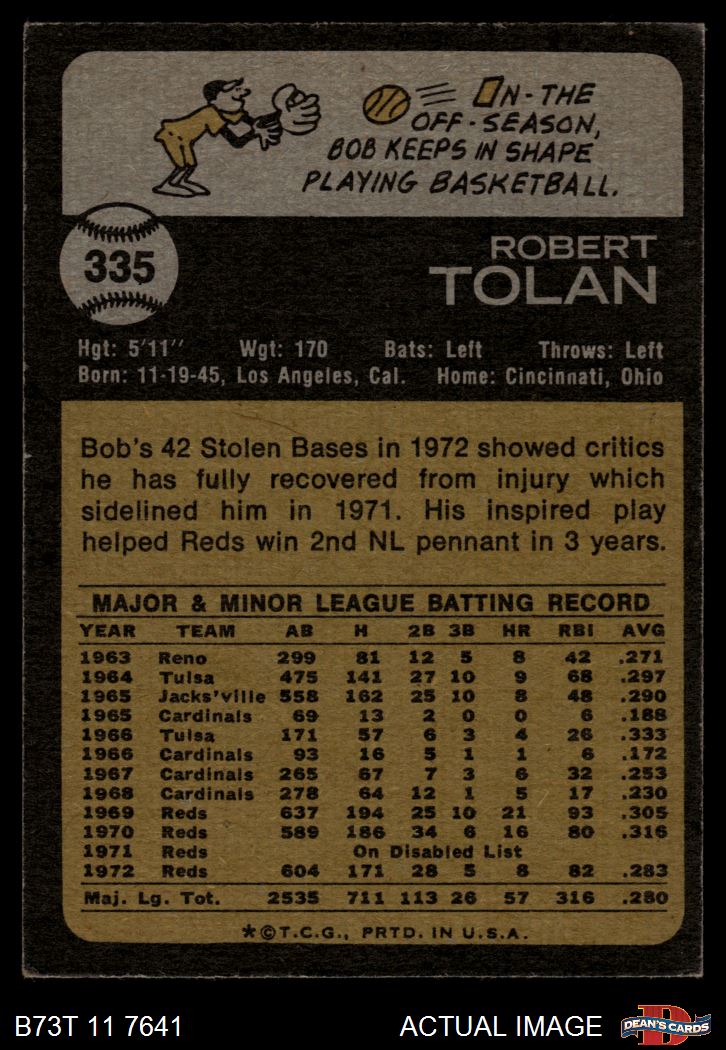 ON-THE
OFF-SEASON,
BOB KEEPS IN SHAPE
PLAYING BASKETBALL.
335
ROBERT
TOLAN
Hgt: 5'11" Wgt: 170 Bats: Left Throws: Left
Born: 11-19-45, Los Angeles, Cal. Home: Cincinnati, Ohio
Bob's 42 Stolen Bases in 1972 showed critics
he has fully recovered from injury which
sidelined him in 1971. His inspired play
helped Reds win 2nd NL pennant in 3 years.
MAJOR & MINOR LEAGUE BATTING RECORD
YEAR TEAM AB H 2B 3B HR RBI AVG
1963 Reno 299 81 12 5 8 42 .271
1964 Tulsa 475 141 27 10 9 68 .297
1965 Jacks'ville 558 162 25 10 8 48 .290
1965 Cardinals 69 13 2 0 0 6 .188
1966 Tulsa 171 57 6 3 4 26 .333
1966 Cardinals 93 16 5 1 1 6 .172
1967 Cardinals 265 67 7 3 6 32 .253
1968 Cardinals 278 64 12 1 5 17 .230
1969 Reds 637 194 25 10 21 93 .305
1970 Reds 589 186 34 6 16 80 .316
1971 Reds On Disabled List
1972 Reds 604 171 28 5 8 82 .283
Maj. Lg. Tot. 2535 711 113 26 57 316 .280
*©T.C.G., PRTD. IN U.S.A.
B73T 11 7641 ACTUAL IMAGE
D
DEAN'S CARDS